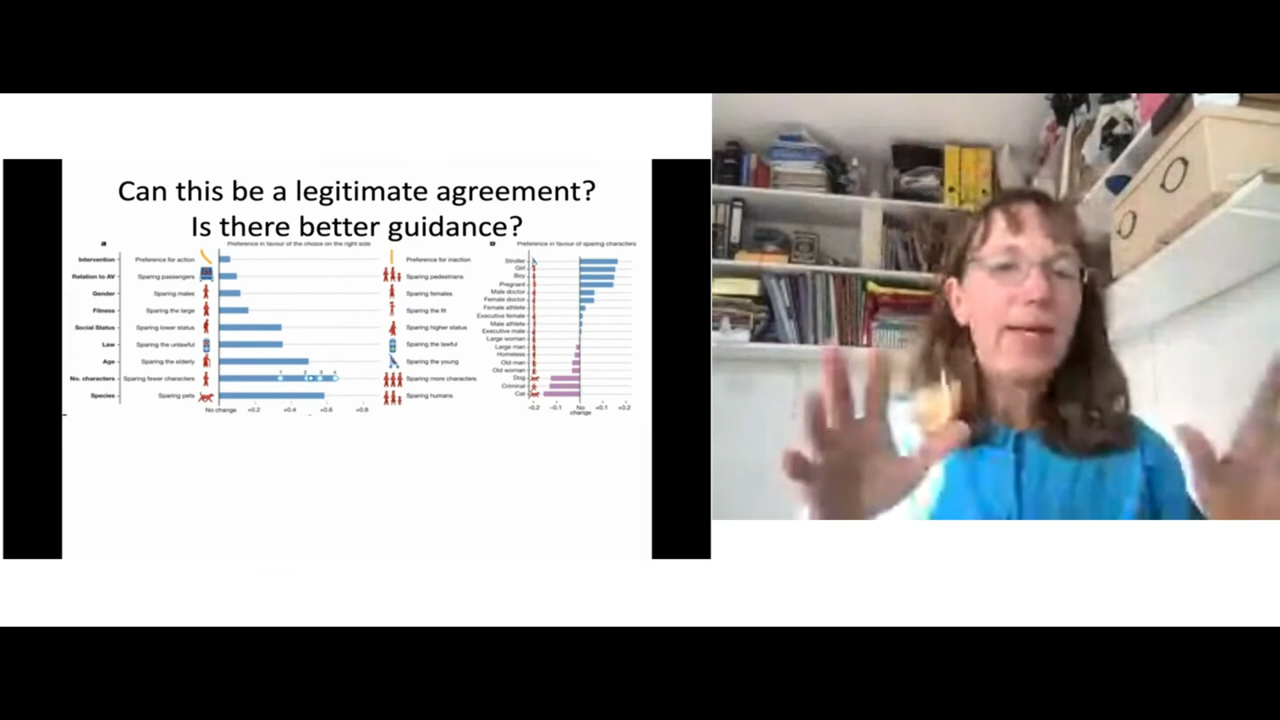 Can this be a legitimate agreement?
Is there better guidance?
a
Preference in favour of the choice on the right side
Intervention Preference for action Preference for inaction
Relation to AV Sparing passengers Sparing pedestrians
Gender Sparing males Sparing females
Fitness Sparing the large Sparing the fit
Social Status Sparing lower status Sparing higher status
Law Sparing the unlawful Sparing the lawful
Age Sparing the elderly Sparing the young
No. characters Sparing fewer characters 1 2 3 4 Sparing more characters
Species Sparing pets Sparing humans
No change +0.2 +0.4 +0.6 +0.8
Preference in favour of sparing characters
Stroller
Girl
Boy
Pregnant
Male doctor
Female doctor
Female athlete
Executive female
Male athlete
Executive male
Large woman
Large man
Homeless
Old man
Old woman
Dog
Criminal
Cat
−0.2 −0.1 No +0.1 +0.2
change